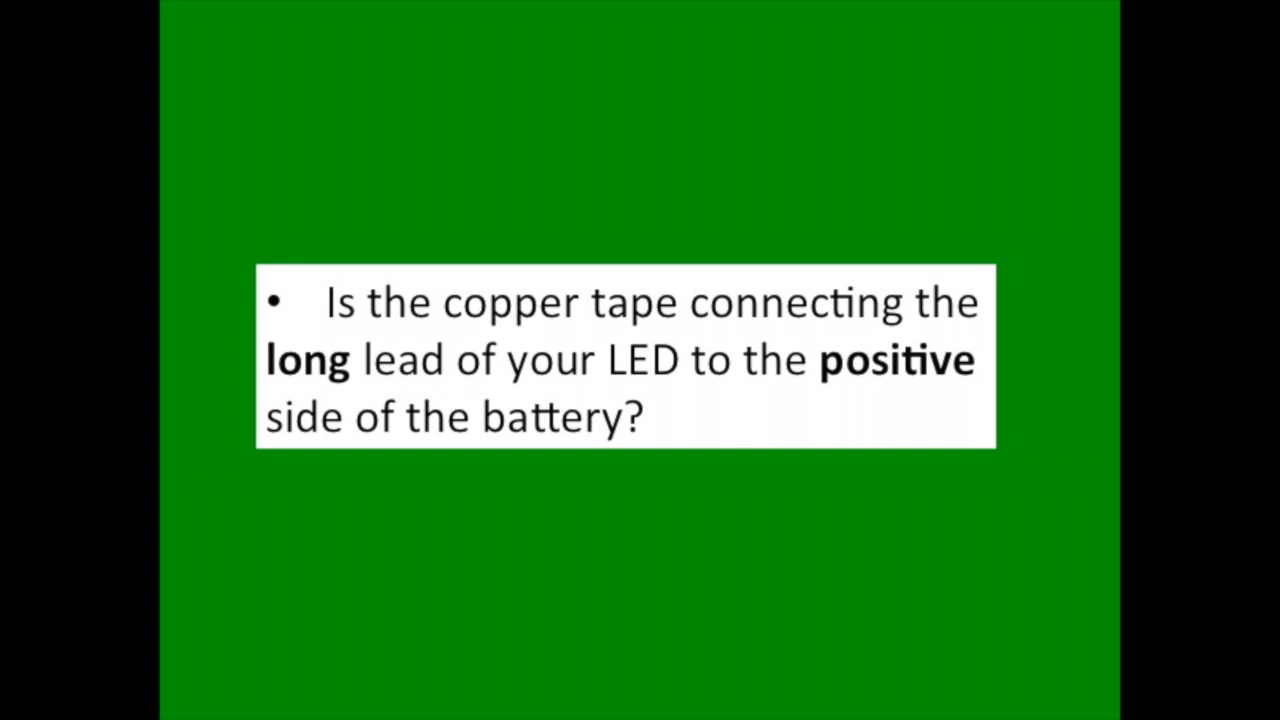 • Is the copper tape connecting the
long lead of your LED to the positive
side of the battery?